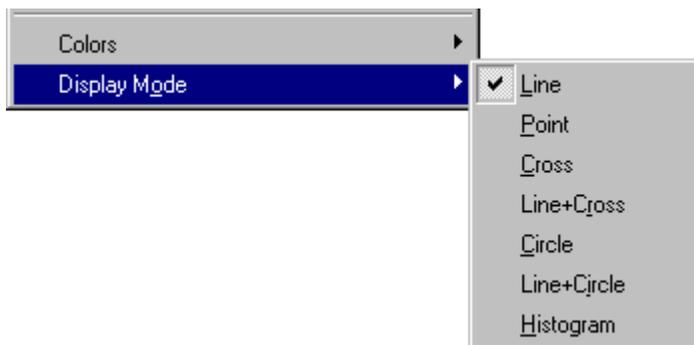 Colors
Display Mode
Line
Point
Cross
Line+Cross
Circle
Line+Circle
Histogram